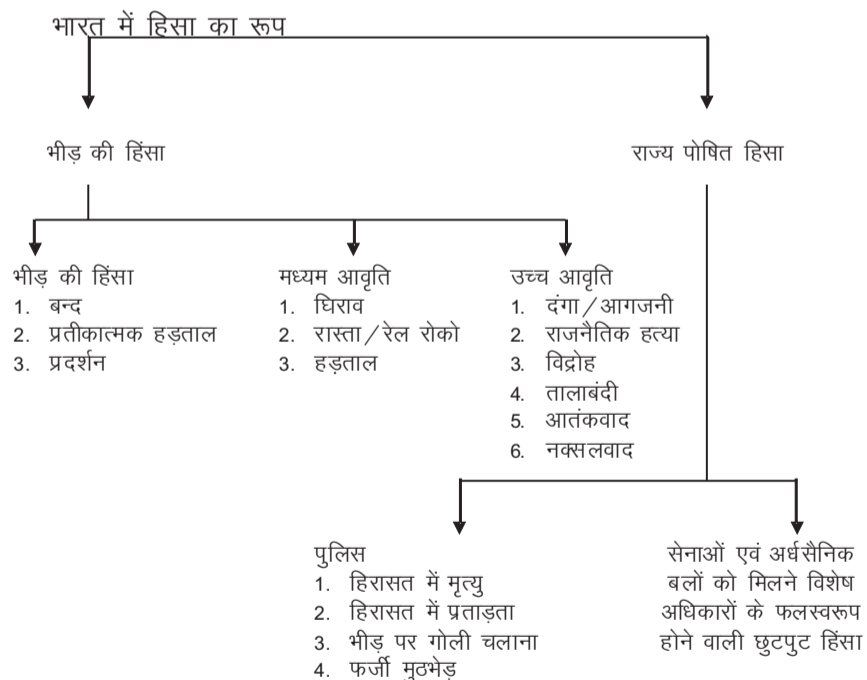 भारत में हिसा का रूप
भीड़ की हिंसा
राज्य पोषित हिसा
भीड़ की हिंसा
1. बन्द
2. प्रतीकात्मक हड़ताल
3. प्रदर्शन
मध्यम आवृति
1. घिराव
2. रास्ता/रेल रोको
3. हड़ताल
उच्च आवृति
1. दंगा/आगजनी
2. राजनैतिक हत्या
3. विद्रोह
4. तालाबंदी
5. आतंकवाद
6. नक्सलवाद
पुलिस
1. हिरासत में मृत्यु
2. हिरासत में प्रताड़ता
3. भीड़ पर गोली चलाना
4. फर्जी मुठभेड़
सेनाओं एवं अर्धसैनिक
बलों को मिलने विशेष
अधिकारों के फलस्वरूप
होने वाली छुटपुट हिंसा